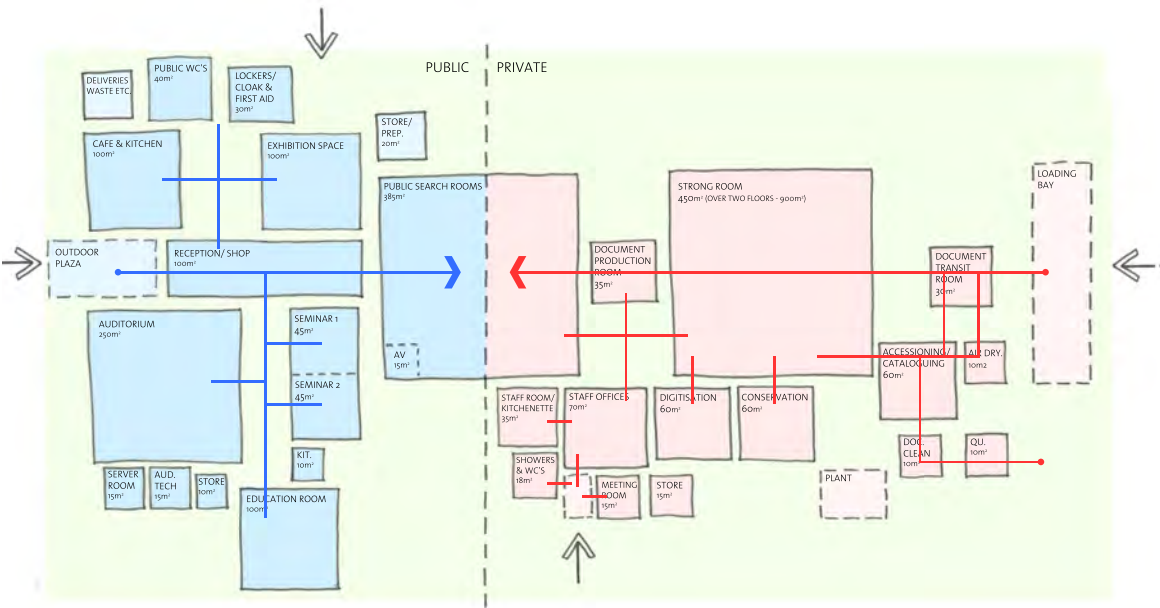 PUBLIC
PRIVATE
DELIVERIES
WASTE ETC.
PUBLIC WC'S
40m²
LOCKERS/
CLOAK &
FIRST AID
30m²
CAFE & KITCHEN
100m²
EXHIBITION SPACE
100m²
STORE/
PREP.
20m²
PUBLIC SEARCH ROOMS
385m²
OUTDOOR
PLAZA
RECEPTION/ SHOP
100m²
AUDITORIUM
250m²
SEMINAR 1
45m²
SEMINAR 2
45m²
AV
15m²
KIT.
10m²
SERVER
ROOM
15m²
AUD.
TECH
15m²
STORE
10m²
EDUCATION ROOM
100m²
STRONG ROOM
450m² (OVER TWO FLOORS - 900m²)
LOADING
BAY
DOCUMENT
PRODUCTION
ROOM
35m²
DOCUMENT
TRANSIT
ROOM
30m²
ACCESSIONING/
CATALOGUING
60m²
AIR DRY.
10m2
STAFF ROOM/
KITCHENETTE
35m²
STAFF OFFICES
70m²
DIGITISATION
60m²
CONSERVATION
60m²
DOC.
CLEAN
10m²
QU.
10m²
SHOWERS
& WC'S
18m²
MEETING
ROOM
15m²
STORE
15m²
PLANT